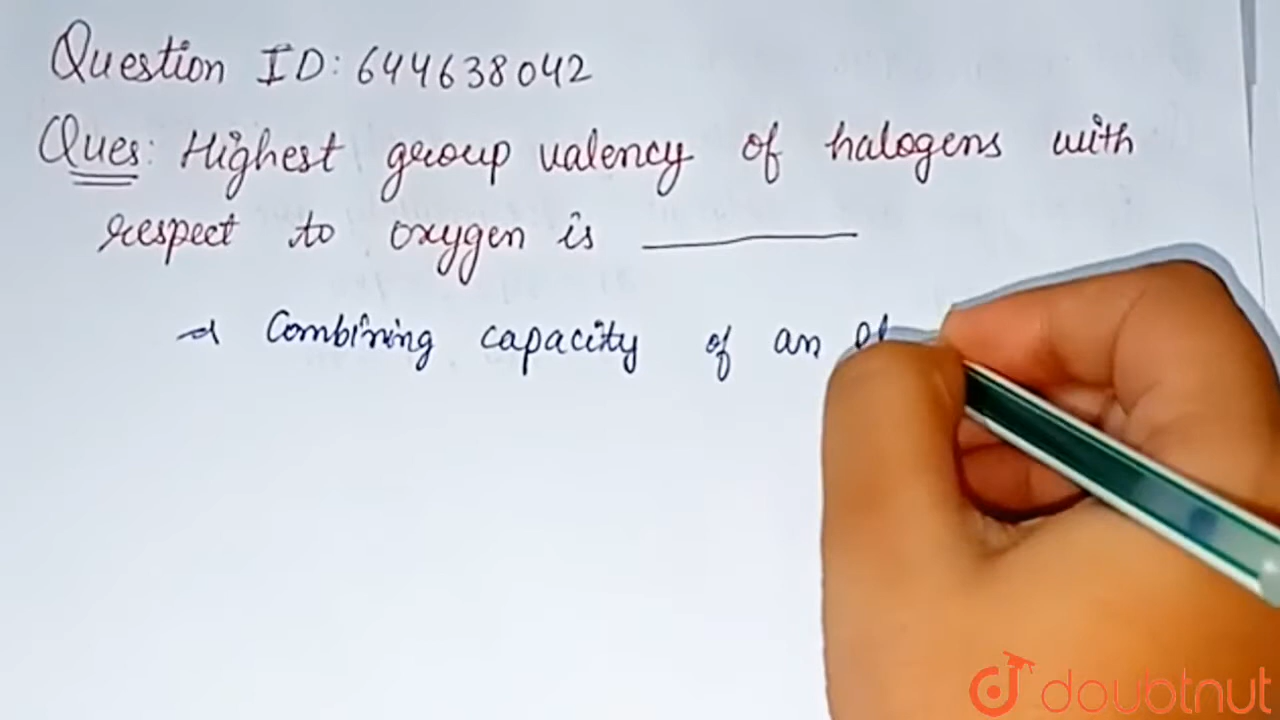 Question ID: 644638042
Ques: Highest group valency of halogens with
respect to oxygen is
→ Combining capacity of an
doubtnut